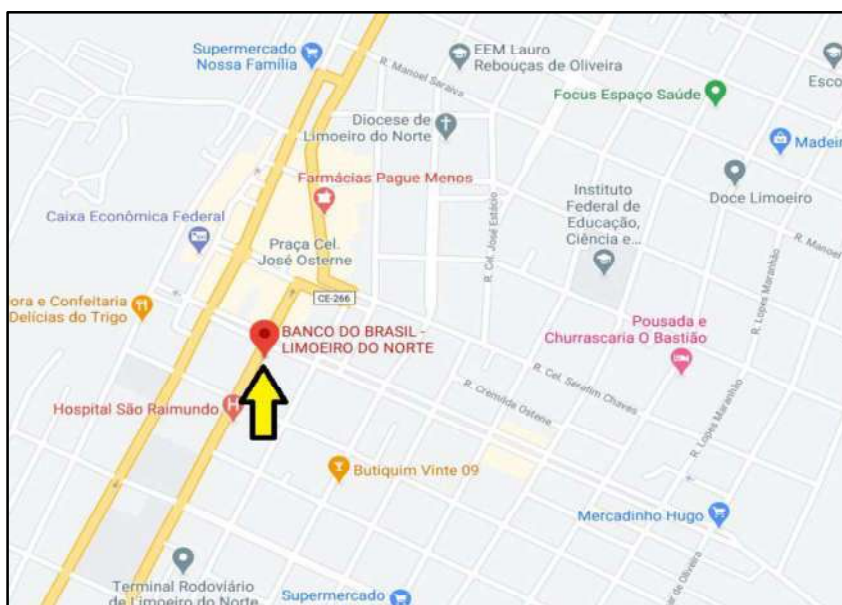 Supermercado
Nossa Família
EEM Lauro
Rebouças de Oliveira
R. Manoel Saraiva
Focus Espaço Saúde
Esco
Diocese de
Limoeiro do Norte
Madeir
Farmácias Pague Menos
Doce Limoeiro
Instituto
Federal de
Educação,
Ciência e...
Caixa Econômica Federal
R. Cel. José Estácio
R. Manoel
Praça Cel.
José Osterne
CE-266
R. Lopes Maranhão
ora e Confeitaria
Delícias do Trigo
BANCO DO BRASIL -
LIMOEIRO DO NORTE
Pousada e
Churrascaria O Bastião
R. Cel. Serafim Chaves
R. Cremilda Ostene
R. Lopes Maranhão
Hospital São Raimundo
H
Butiquim Vinte 09
Mercadinho Hugo
Terminal Rodoviário
de Limoeiro do Norte
Supermercado
de Oliveira